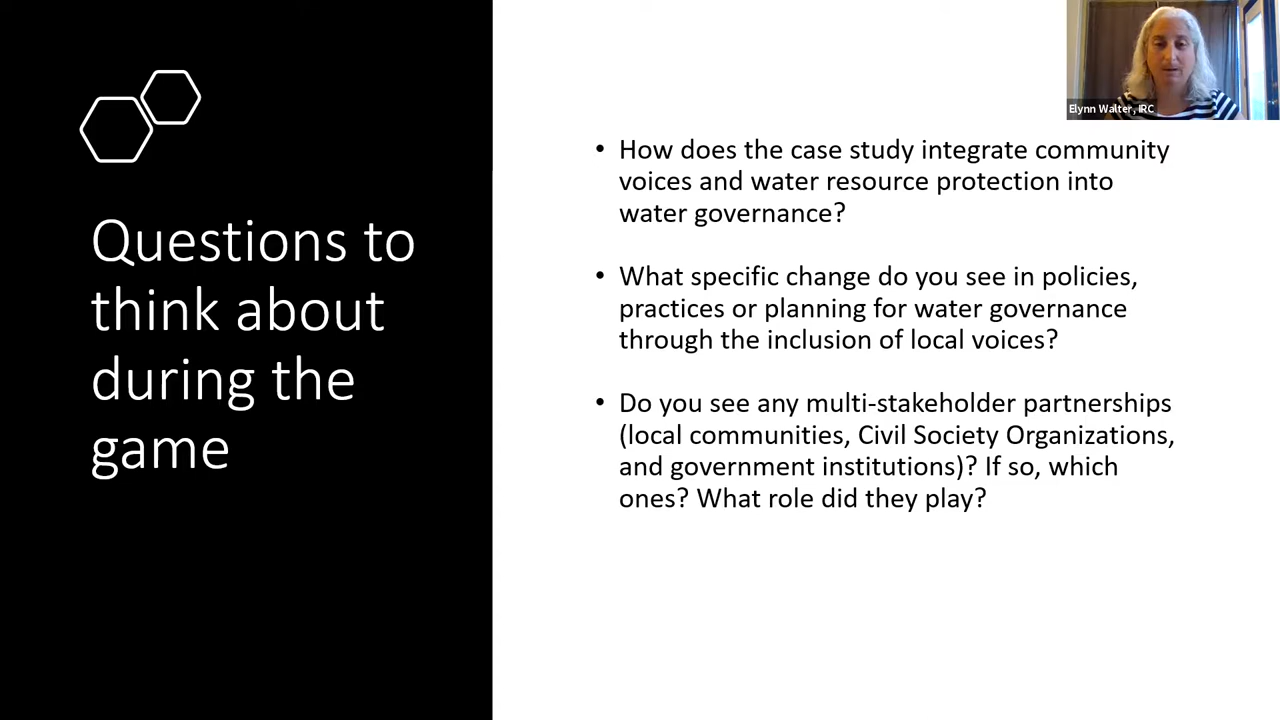 Questions to
think about
during the
game
Elynn Walter, IRC
• How does the case study integrate community
voices and water resource protection into
water governance?
• What specific change do you see in policies,
practices or planning for water governance
through the inclusion of local voices?
• Do you see any multi-stakeholder partnerships
(local communities, Civil Society Organizations,
and government institutions)? If so, which
ones? What role did they play?